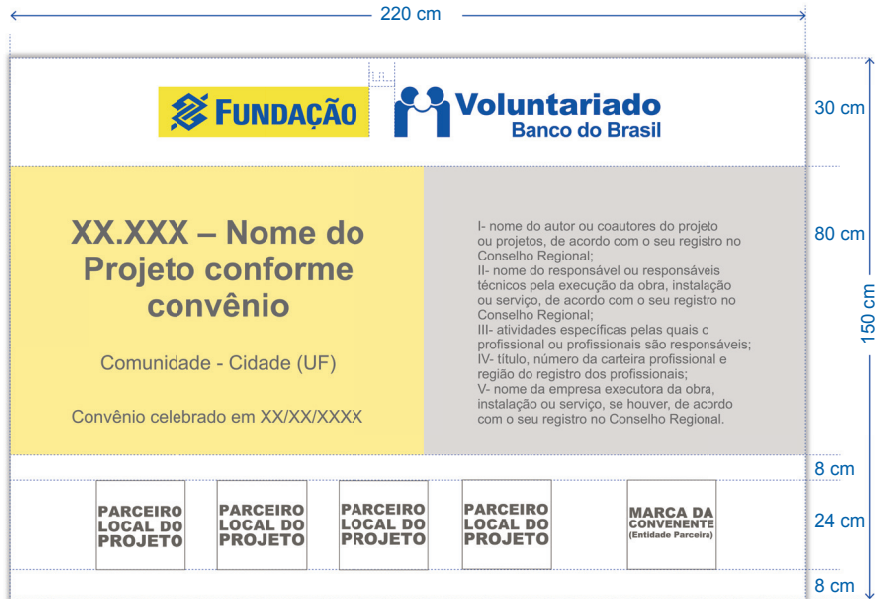 220 cm
FUNDAÇÃO
Voluntariado
Banco do Brasil
30 cm
XX.XXX – Nome do
Projeto conforme
convênio
Comunidade - Cidade (UF)
Convênio celebrado em XX/XX/XXXX
I- nome do autor ou coautores do projeto
ou projetos, de acordo com o seu registro no
Conselho Regional;
II- nome do responsável ou responsáveis
técnicos pela execução da obra, instalação
ou serviço, de acordo com o seu registro no
Conselho Regional;
III- atividades específicas pelas quais o
profissional ou profissionais são responsáveis;
IV- título, número da carteira profissional e
região do registro dos profissionais;
V- nome da empresa executora da obra,
instalação ou serviço, se houver, de acordo
com o seu registro no Conselho Regional.
80 cm
150 cm
8 cm
PARCEIRO
LOCAL DO
PROJETO
PARCEIRO
LOCAL DO
PROJETO
PARCEIRO
LOCAL DO
PROJETO
PARCEIRO
LOCAL DO
PROJETO
MARCA DA
CONVENENTE
(Entidade Parceira)
24 cm
8 cm